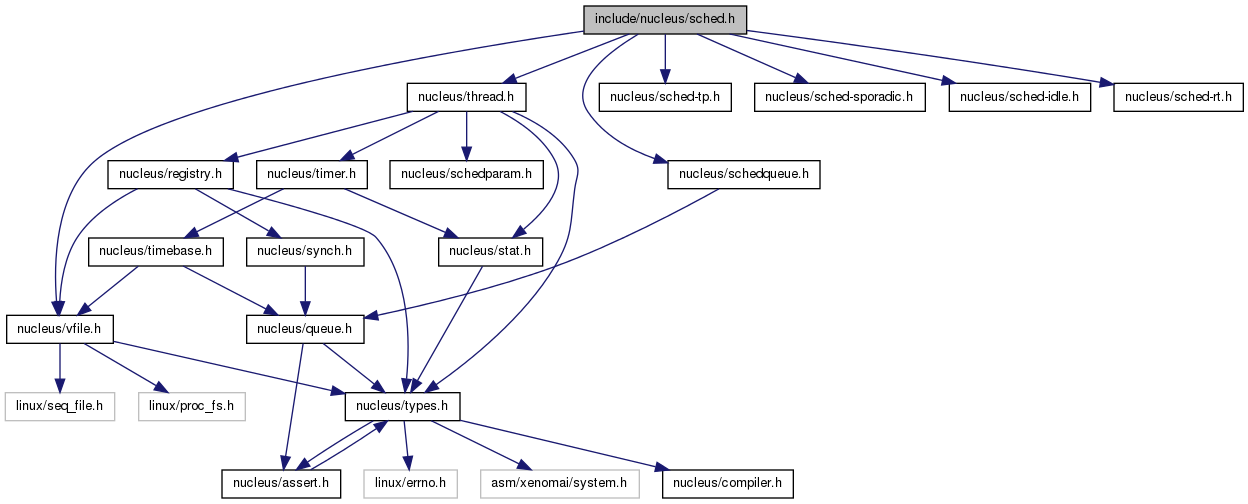 include/nucleus/sched.h
nucleus/thread.h
nucleus/sched-tp.h
nucleus/sched-sporadic.h
nucleus/sched-idle.h
nucleus/sched-rt.h
nucleus/registry.h
nucleus/timer.h
nucleus/schedparam.h
nucleus/schedqueue.h
nucleus/timebase.h
nucleus/synch.h
nucleus/stat.h
nucleus/vfile.h
nucleus/queue.h
linux/seq_file.h
linux/proc_fs.h
nucleus/types.h
nucleus/assert.h
linux/errno.h
asm/xenomai/system.h
nucleus/compiler.h